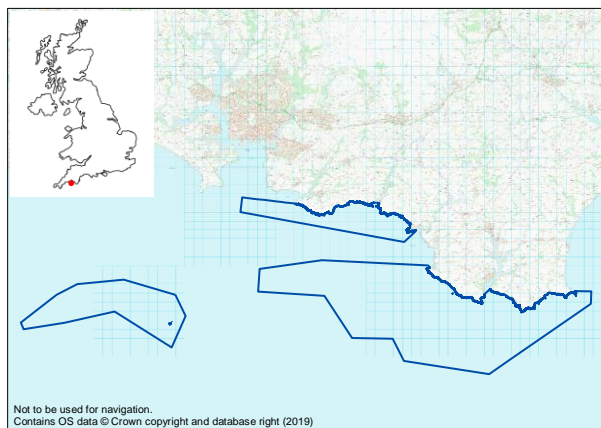 Not to be used for navigation.
Contains OS data © Crown copyright and database right (2019)